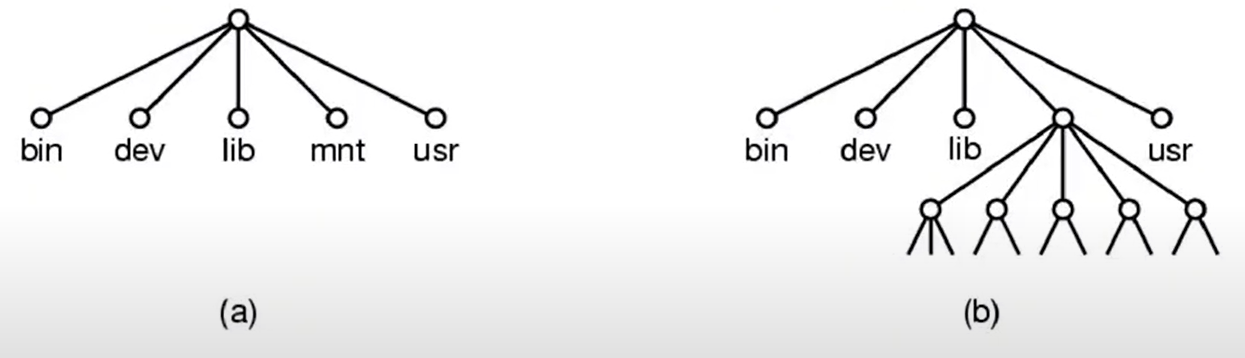 bin dev lib mnt usr
bin dev lib usr
(a)
(b)